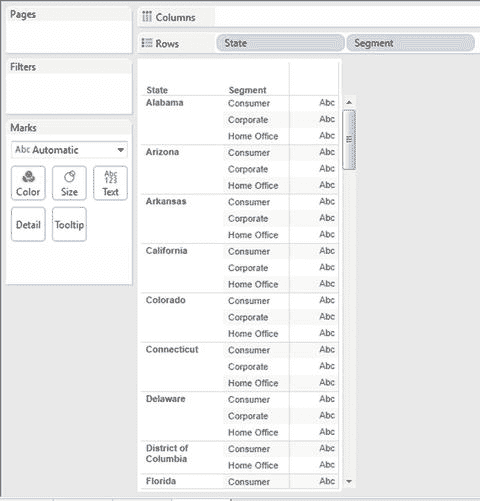 Pages
Columns
Rows State Segment
Filters
Marks
Abc Automatic
Color Size Abc 123 Text
Detail Tooltip
State Segment
Alabama Consumer Abc
Corporate Abc
Home Office Abc
Arizona Consumer Abc
Corporate Abc
Home Office Abc
Arkansas Consumer Abc
Corporate Abc
Home Office Abc
California Consumer Abc
Corporate Abc
Home Office Abc
Colorado Consumer Abc
Corporate Abc
Home Office Abc
Connecticut Consumer Abc
Corporate Abc
Home Office Abc
Delaware Consumer Abc
Corporate Abc
Home Office Abc
District of Consumer Abc
Columbia Home Office Abc
Florida Consumer Abc